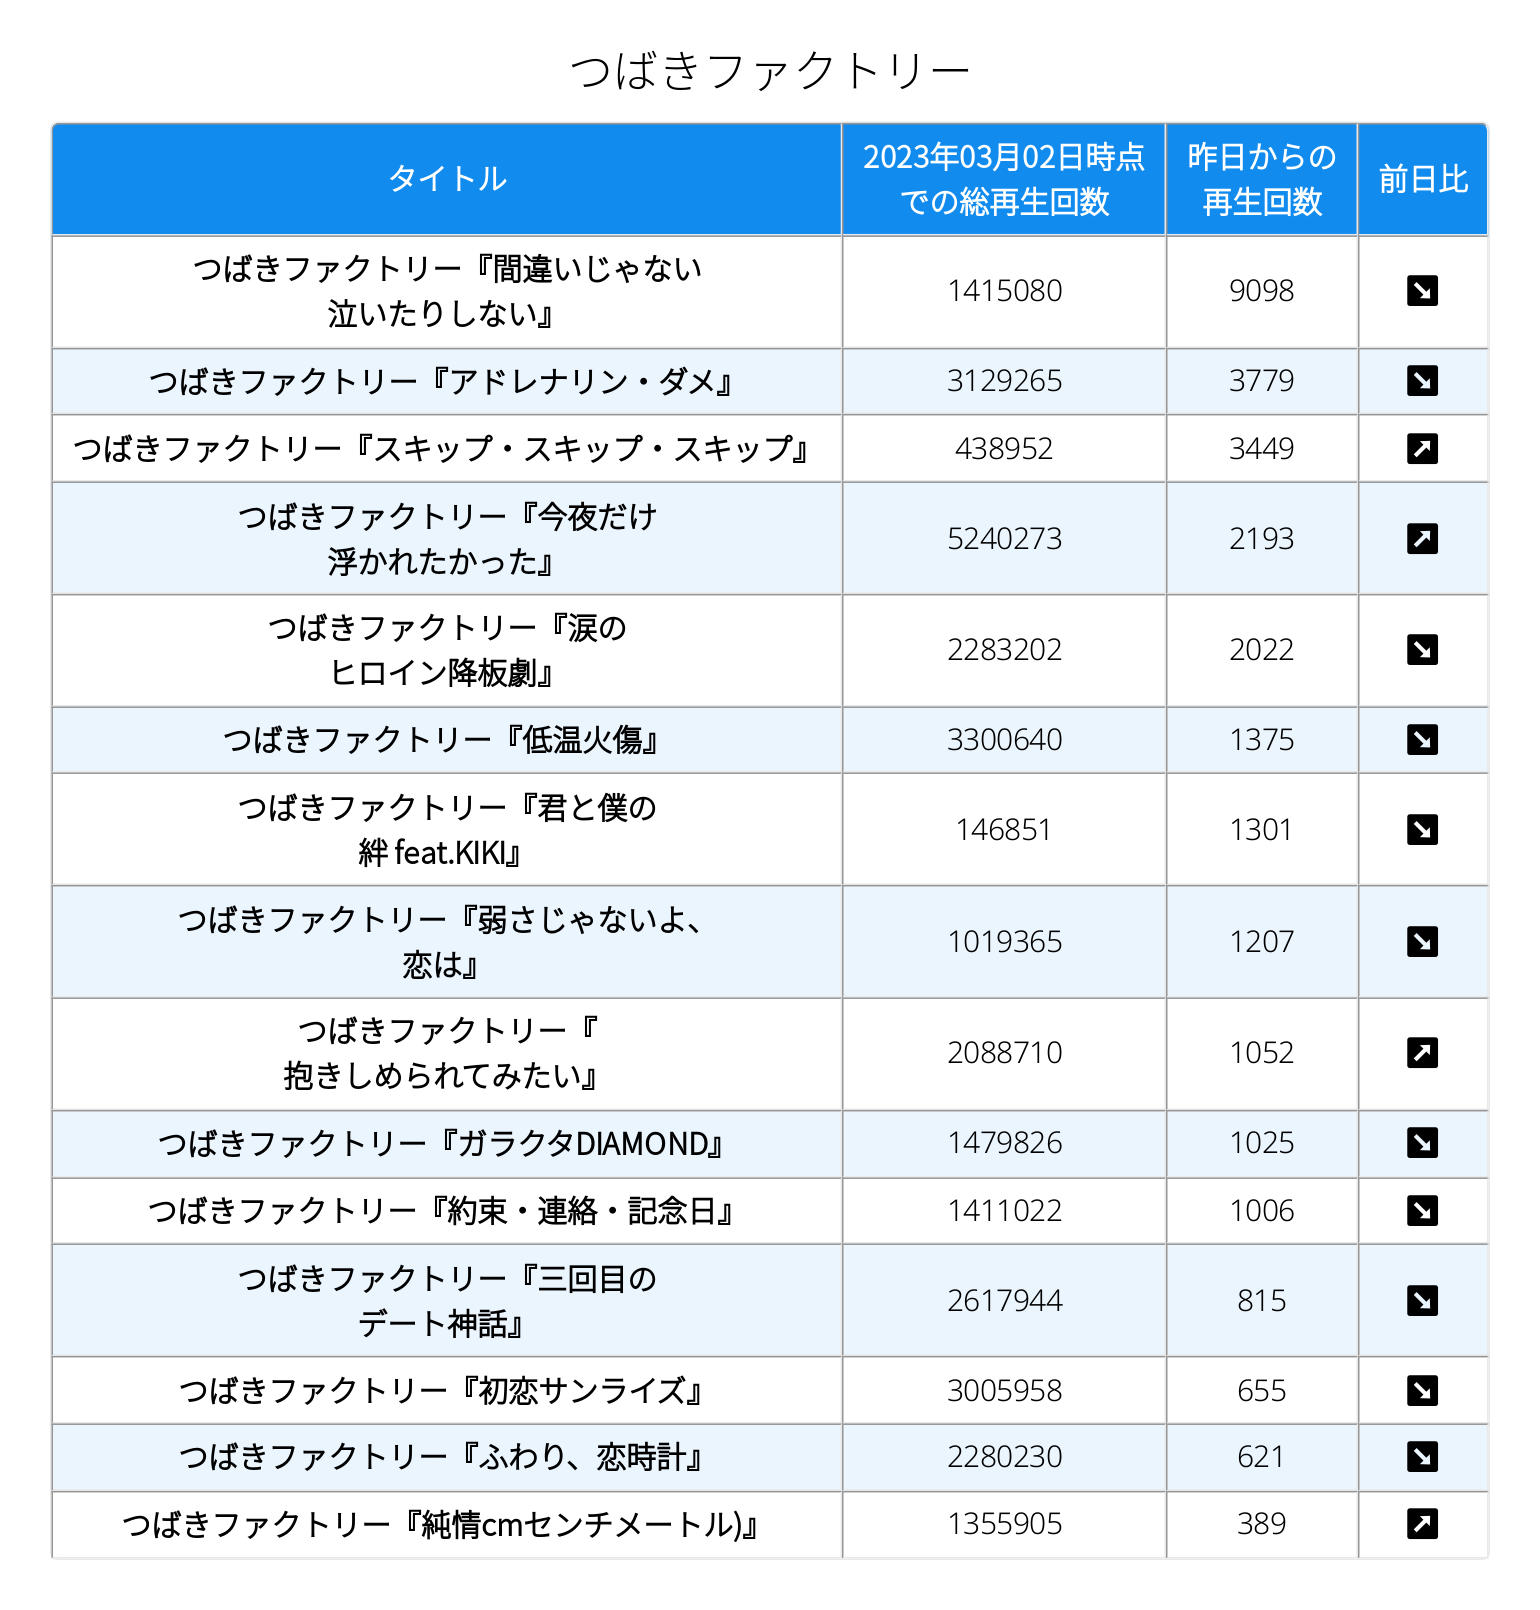 つばきファクトリー
タイトル
2023年03月02日時点
での総再生回数
昨日からの
再生回数
前日比
つばきファクトリー『間違いじゃない
泣いたりしない』
1415080
9098
つばきファクトリー『アドレナリン・ダメ』
3129265
3779
つばきファクトリー『スキップ・スキップ・スキップ』
438952
3449
つばきファクトリー『今夜だけ
浮かれたかった』
5240273
2193
つばきファクトリー『涙の
ヒロイン降板劇』
2283202
2022
つばきファクトリー『低温火傷』
3300640
1375
つばきファクトリー『君と僕の
絆 feat.KIKI』
146851
1301
つばきファクトリー『弱さじゃないよ、
恋は』
1019365
1207
つばきファクトリー『
抱きしめられてみたい』
2088710
1052
つばきファクトリー『ガラクタDIAMOND』
1479826
1025
つばきファクトリー『約束・連絡・記念日』
1411022
1006
つばきファクトリー『三回目の
デート神話』
2617944
815
つばきファクトリー『初恋サンライズ』
3005958
655
つばきファクトリー『ふわり、恋時計』
2280230
621
つばきファクトリー『純情cmセンチメートル)』
1355905
389